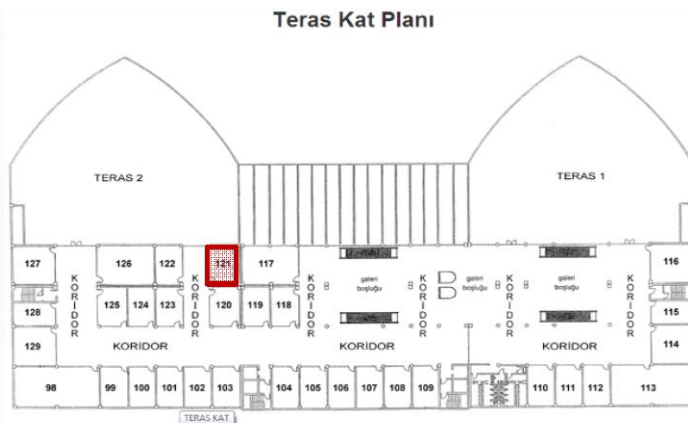 Teras Kat Planı
TERAS 2
TERAS 1
127
126
122
121
117
116
KORİDOR
KORİDOR
KORİDOR
galeri
boşluğu
KORİDOR
galeri
boşluğu
KORİDOR
galeri
boşluğu
KORİDOR
128
125
124
123
120
119
118
115
129
KORİDOR
KORİDOR
KORİDOR
114
98
99
100
101
102
103
104
105
106
107
108
109
110
111
112
113
TERAS KAT